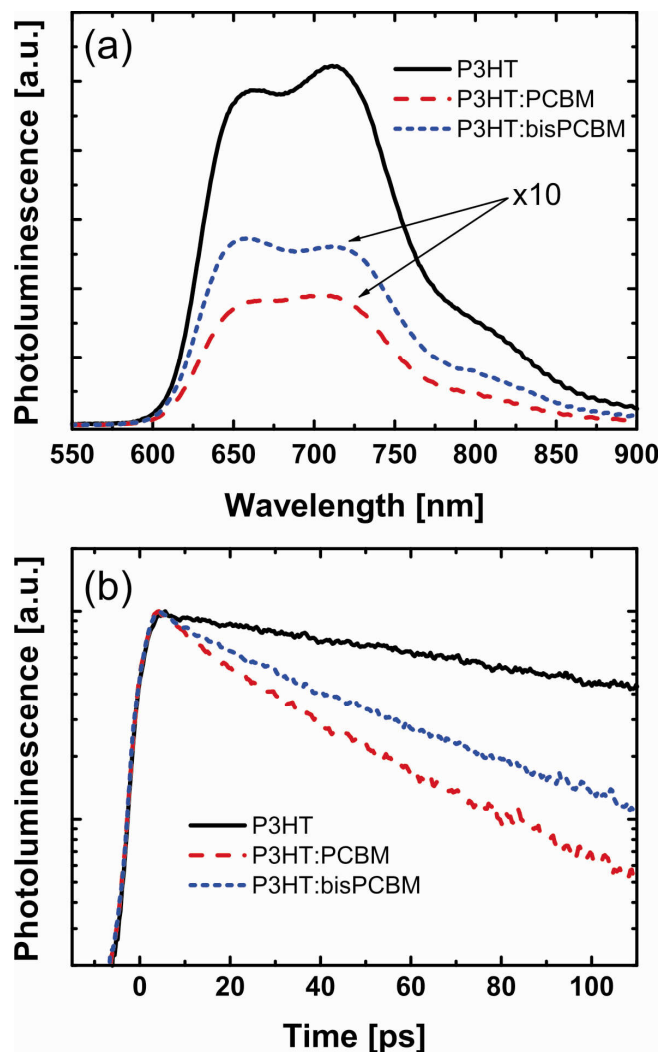 (a)
P3HT
P3HT:PCBM
P3HT:bisPCBM
x10
Photoluminescence [a.u.]
550 600 650 700 750 800 850 900
Wavelength [nm]
(b)
P3HT
P3HT:PCBM
P3HT:bisPCBM
Photoluminescence [a.u.]
0 20 40 60 80 100
Time [ps]